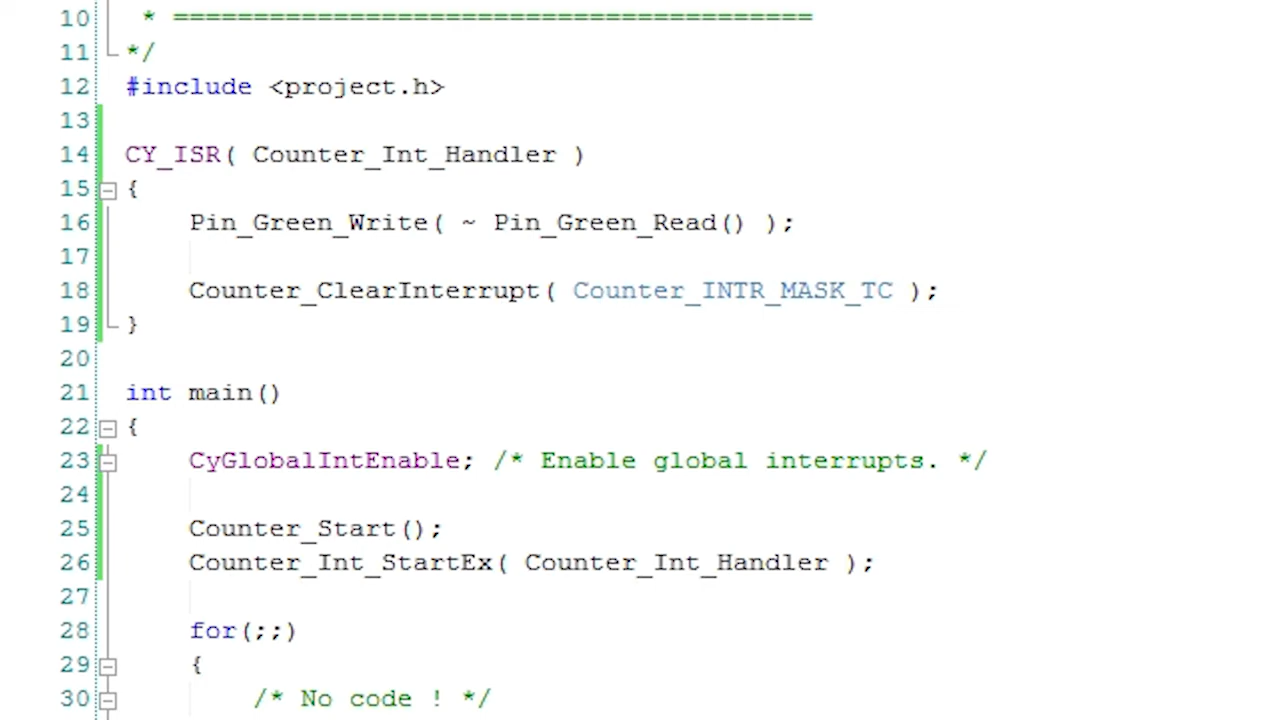 10 * ========================================
11 */
12 #include <project.h>
13
14 CY_ISR( Counter_Int_Handler )
15 {
16 Pin_Green_Write( ~ Pin_Green_Read() );
17
18 Counter_ClearInterrupt( Counter_INTR_MASK_TC );
19 }
20
21 int main()
22 {
23 CyGlobalIntEnable; /* Enable global interrupts. */
24
25 Counter_Start();
26 Counter_Int_StartEx( Counter_Int_Handler );
27
28 for(;;)
29 {
30 /* No code ! */